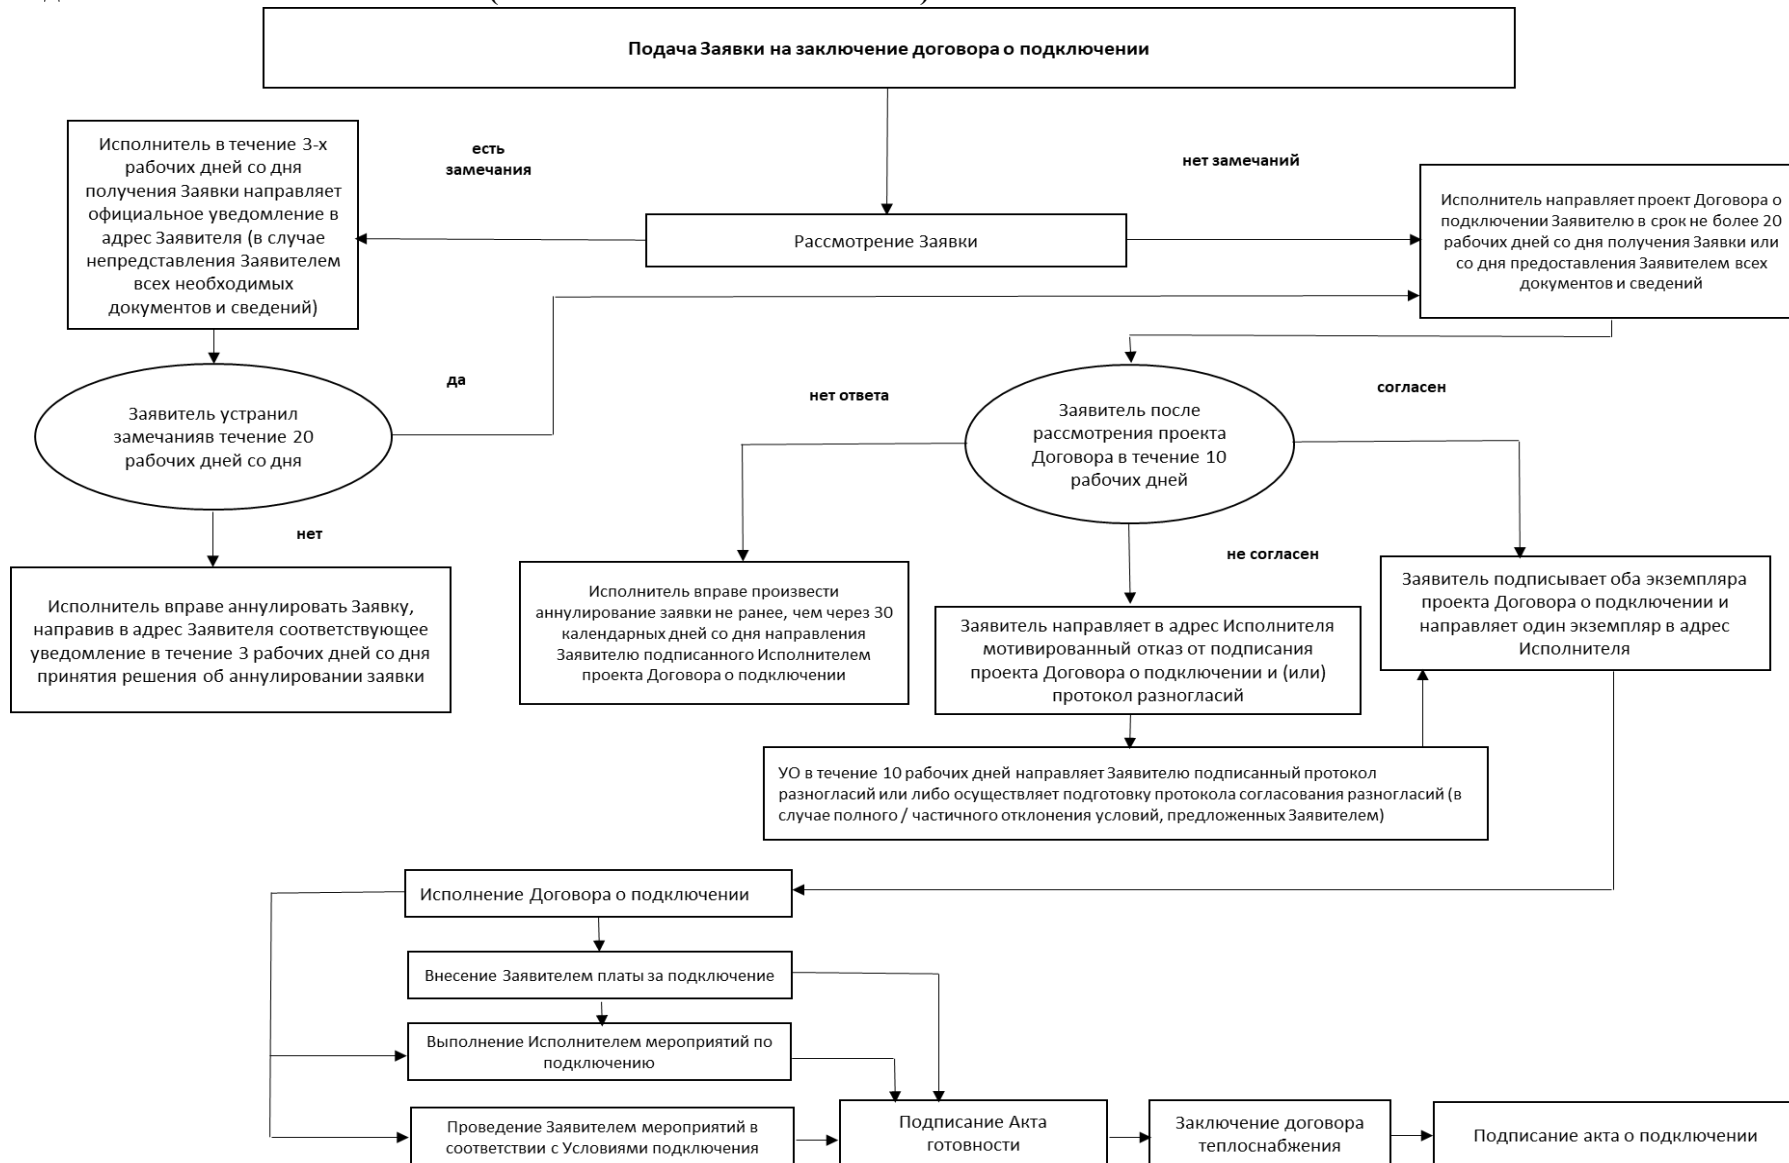 Подача Заявки на заключение договора о подключении
Исполнитель в течение 3-х
рабочих дней со дня
получения Заявки направляет
официальное уведомление в
адрес Заявителя (в случае
непредставления Заявителем
всех необходимых
документов и сведений)
есть
замечания
нет замечаний
Рассмотрение Заявки
Исполнитель направляет проект Договора о
подключении Заявителю в срок не более 20
рабочих дней со дня получения Заявки или
со дня предоставления Заявителем всех
документов и сведений
Заявитель устранил
замечанияв течение 20
рабочих дней со дня
да
нет
нет ответа
Заявитель после
рассмотрения проекта
Договора в течение 10
рабочих дней
согласен
не согласен
Исполнитель вправе аннулировать Заявку,
направив в адрес Заявителя соответствующее
уведомление в течение 3 рабочих дней со дня
принятия решения об аннулировании заявки
Исполнитель вправе произвести
аннулирование заявки не ранее, чем через 30
календарных дней со дня направления
Заявителю подписанного Исполнителем
проекта Договора о подключении
Заявитель направляет в адрес Исполнителя
мотивированный отказ от подписания
проекта Договора о подключении и (или)
протокол разногласий
Заявитель подписывает оба экземпляра
проекта Договора о подключении и
направляет один экземпляр в адрес
Исполнителя
УО в течение 10 рабочих дней направляет Заявителю подписанный протокол
разногласий или либо осуществляет подготовку протокола согласования разногласий (в
случае полного / частичного отклонения условий, предложенных Заявителем)
Исполнение Договора о подключении
Внесение Заявителем платы за подключение
Выполнение Исполнителем мероприятий по
подключению
Проведение Заявителем мероприятий в
соответствии с Условиями подключения
Подписание Акта
готовности
Заключение договора
теплоснабжения
Подписание акта о подключении